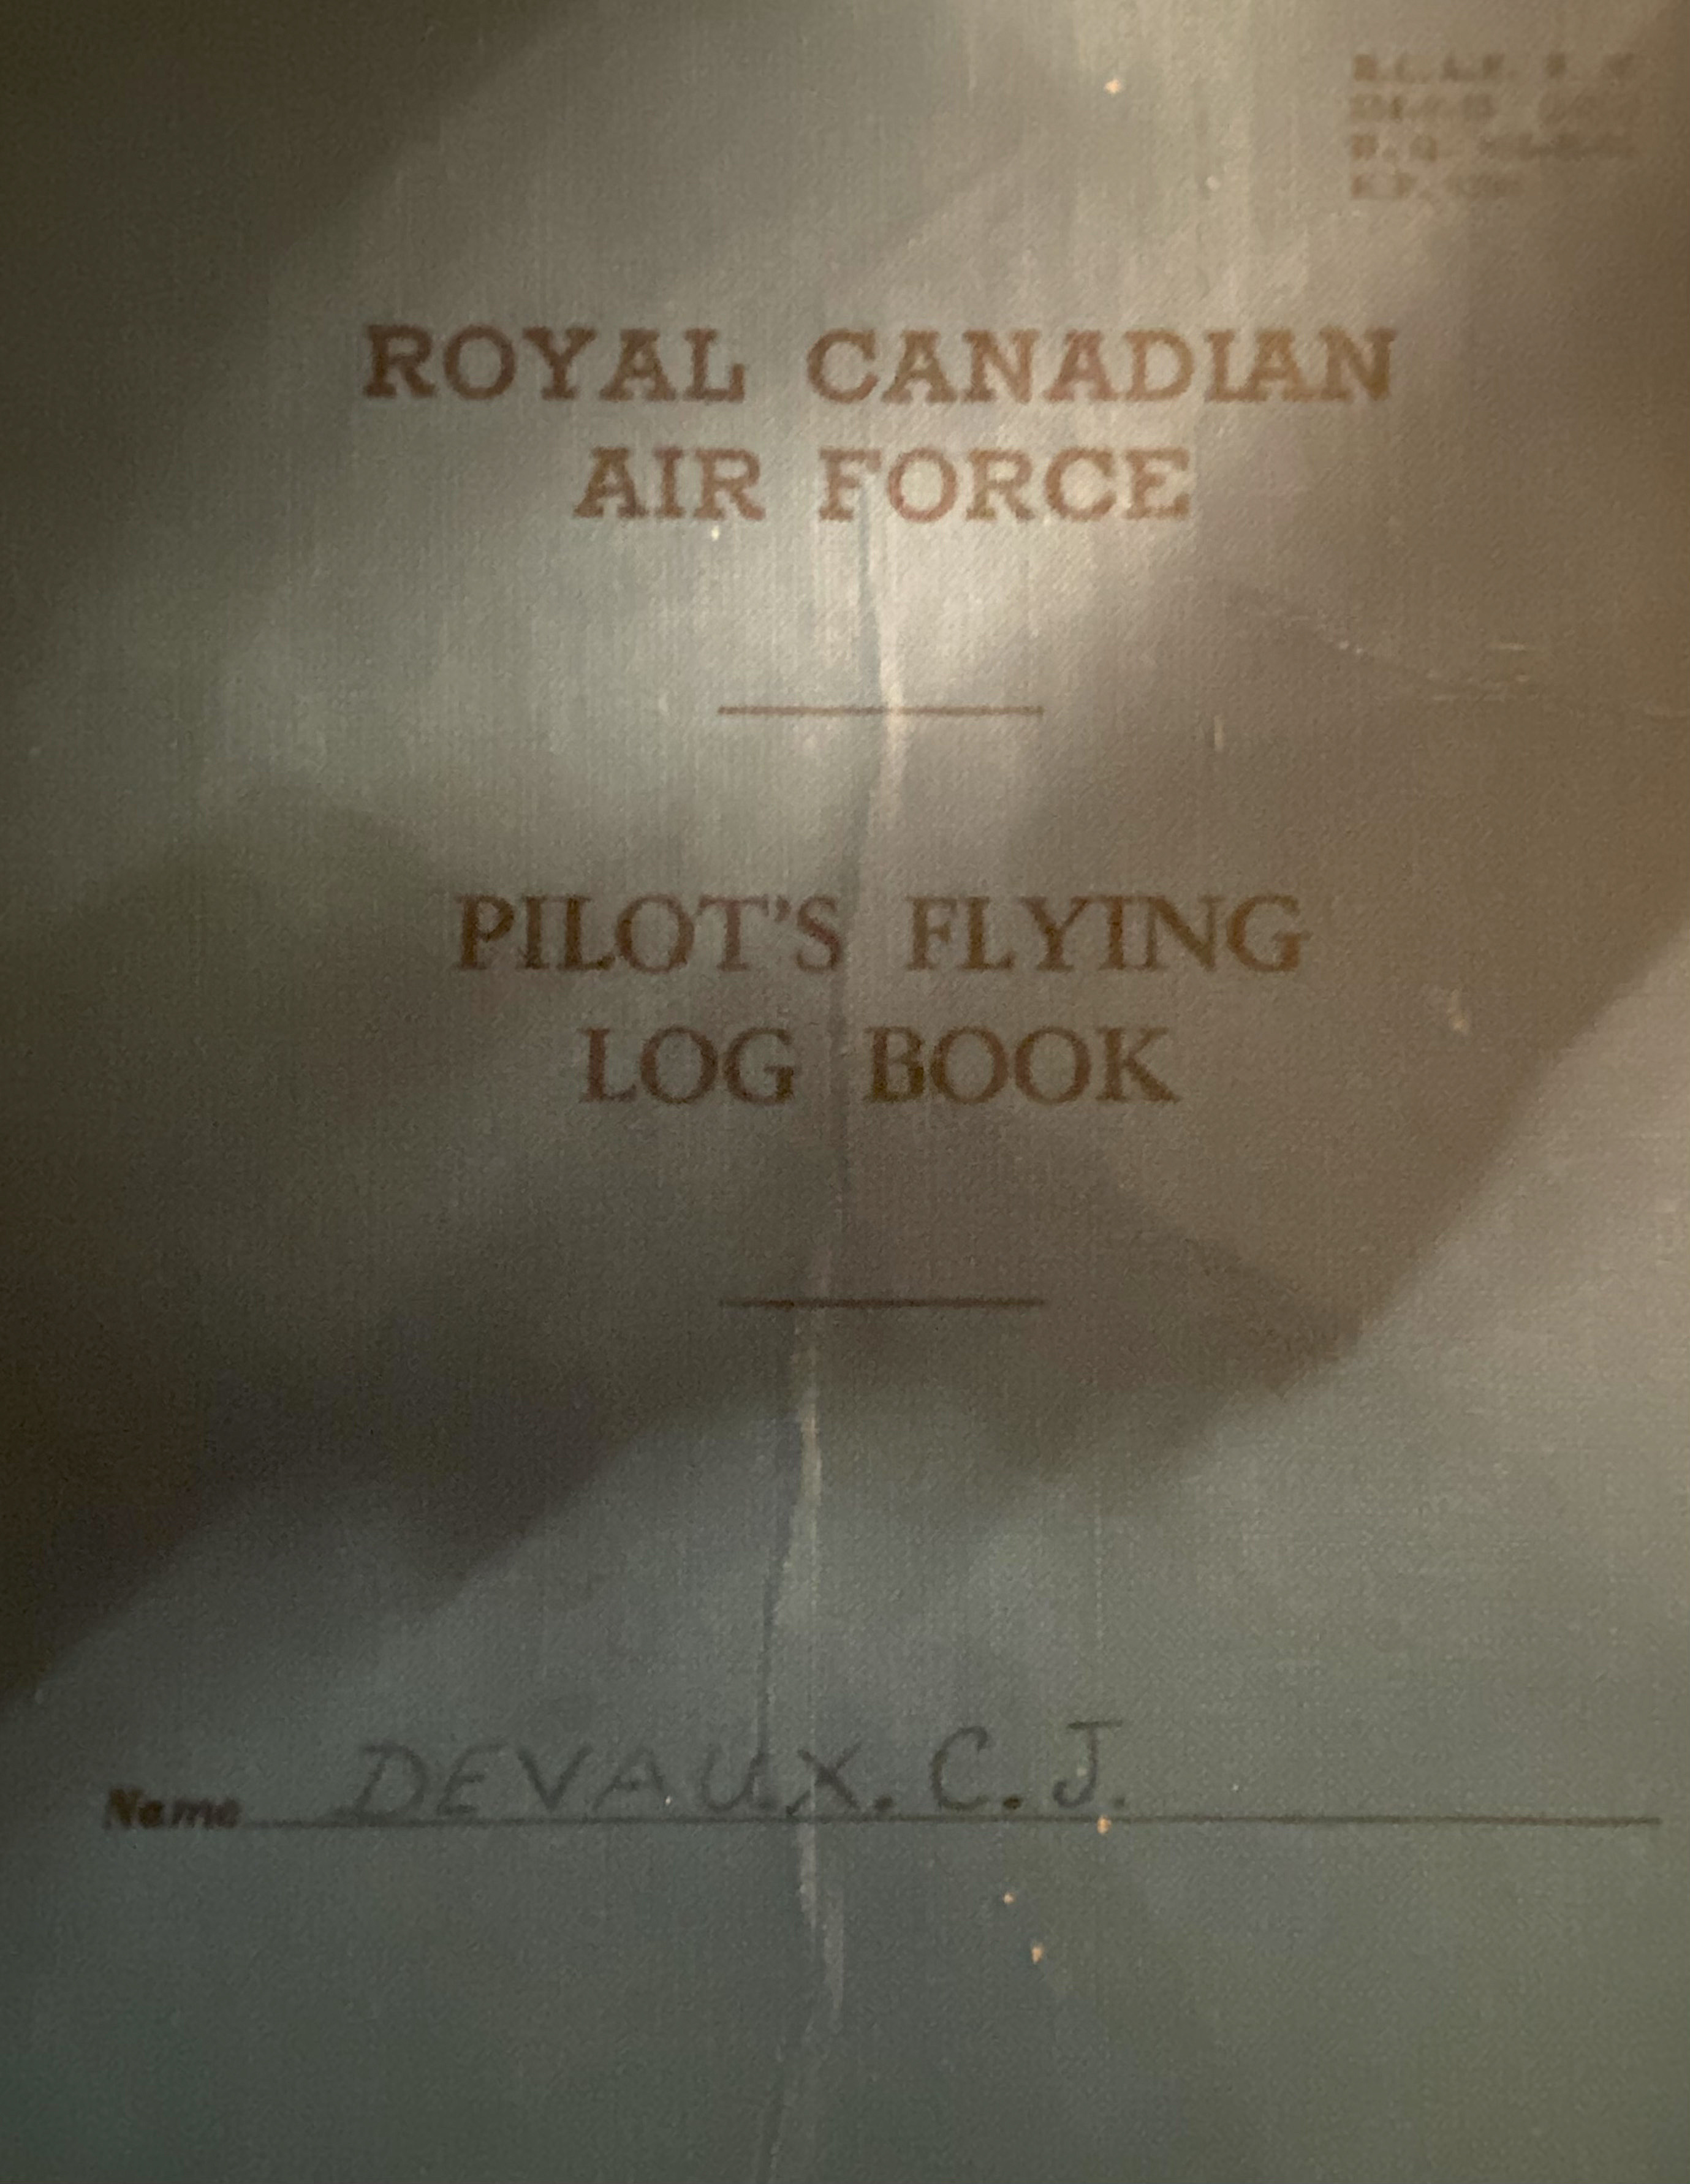 R.C.A.F.
ROYAL CANADIAN
AIR FORCE
PILOT'S FLYING
LOG BOOK
Name DEVAUX. C. J.